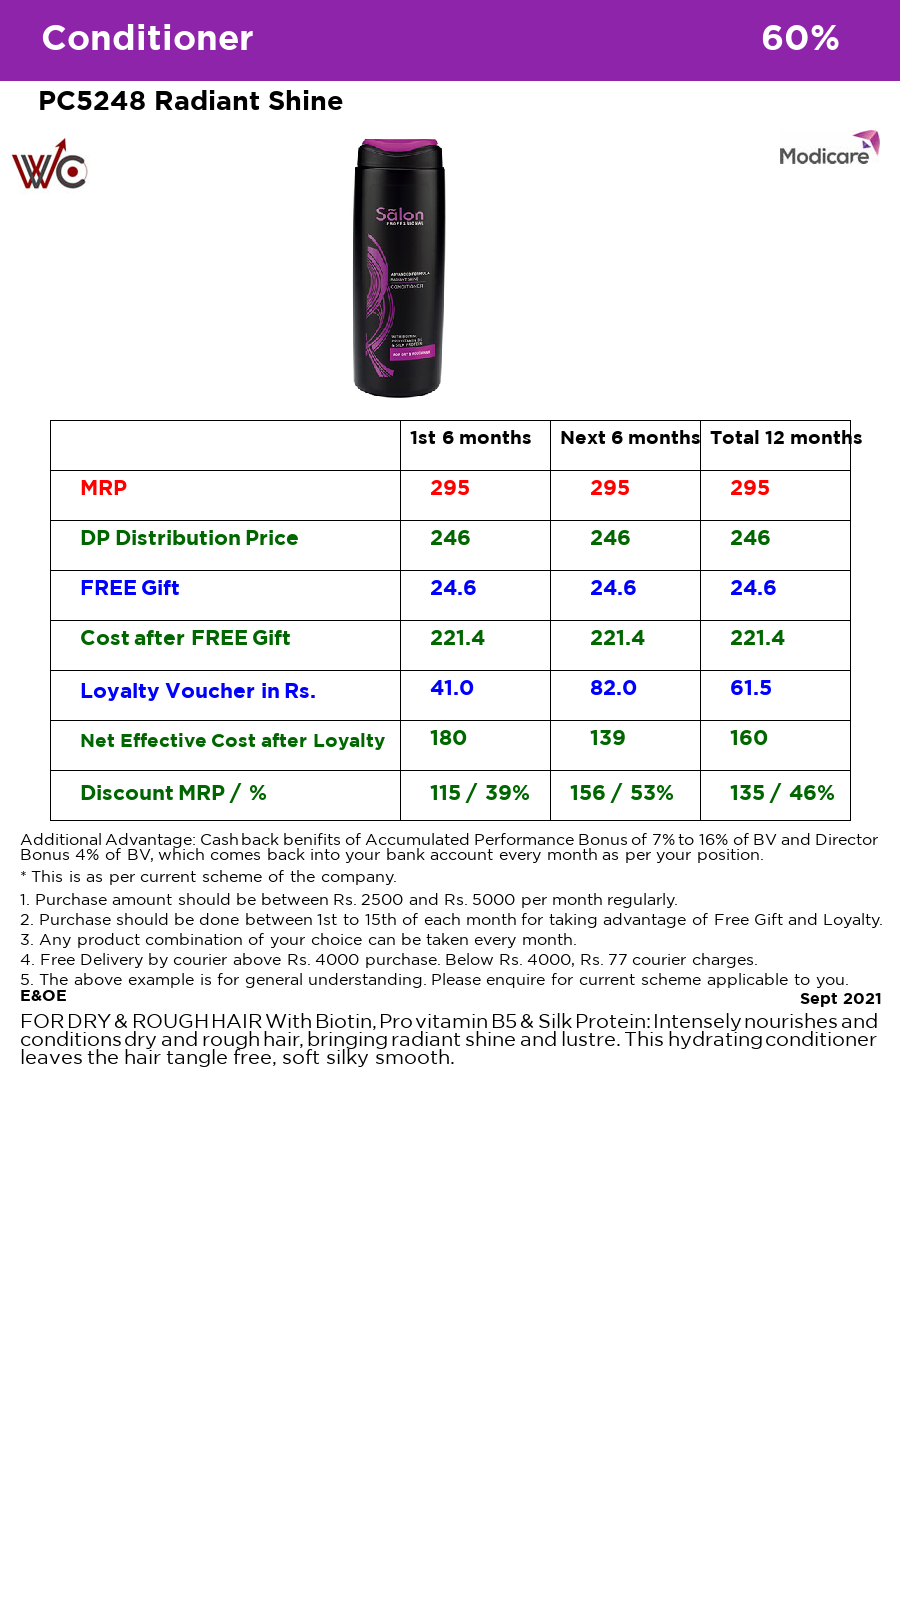 Conditioner 60%
PC5248 Radiant Shine
WC
Modicare
Sãlon
PROFESSIONAL
ADVANCED FORMULA
RADIANT SHINE
CONDITIONER
1st 6 months Next 6 months Total 12 months
MRP 295 295 295
DP Distribution Price 246 246 246
FREE Gift 24.6 24.6 24.6
Cost after FREE Gift 221.4 221.4 221.4
Loyalty Voucher in Rs. 41.0 82.0 61.5
Net Effective Cost after Loyalty 180 139 160
Discount MRP / % 115 / 39% 156 / 53% 135 / 46%
Additional Advantage: Cash back benifits of Accumulated Performance Bonus of 7% to 16% of BV and Director
Bonus 4% of BV, which comes back into your bank account every month as per your position.
* This is as per current scheme of the company.
1. Purchase amount should be between Rs. 2500 and Rs. 5000 per month regularly.
2. Purchase should be done between 1st to 15th of each month for taking advantage of Free Gift and Loyalty.
3. Any product combination of your choice can be taken every month.
4. Free Delivery by courier above Rs. 4000 purchase. Below Rs. 4000, Rs. 77 courier charges.
5. The above example is for general understanding. Please enquire for current scheme applicable to you.
E&OE
Sept 2021
FOR DRY & ROUGH HAIR With Biotin, Pro vitamin B5 & Silk Protein: Intensely nourishes and
conditions dry and rough hair, bringing radiant shine and lustre. This hydrating conditioner
leaves the hair tangle free, soft silky smooth.